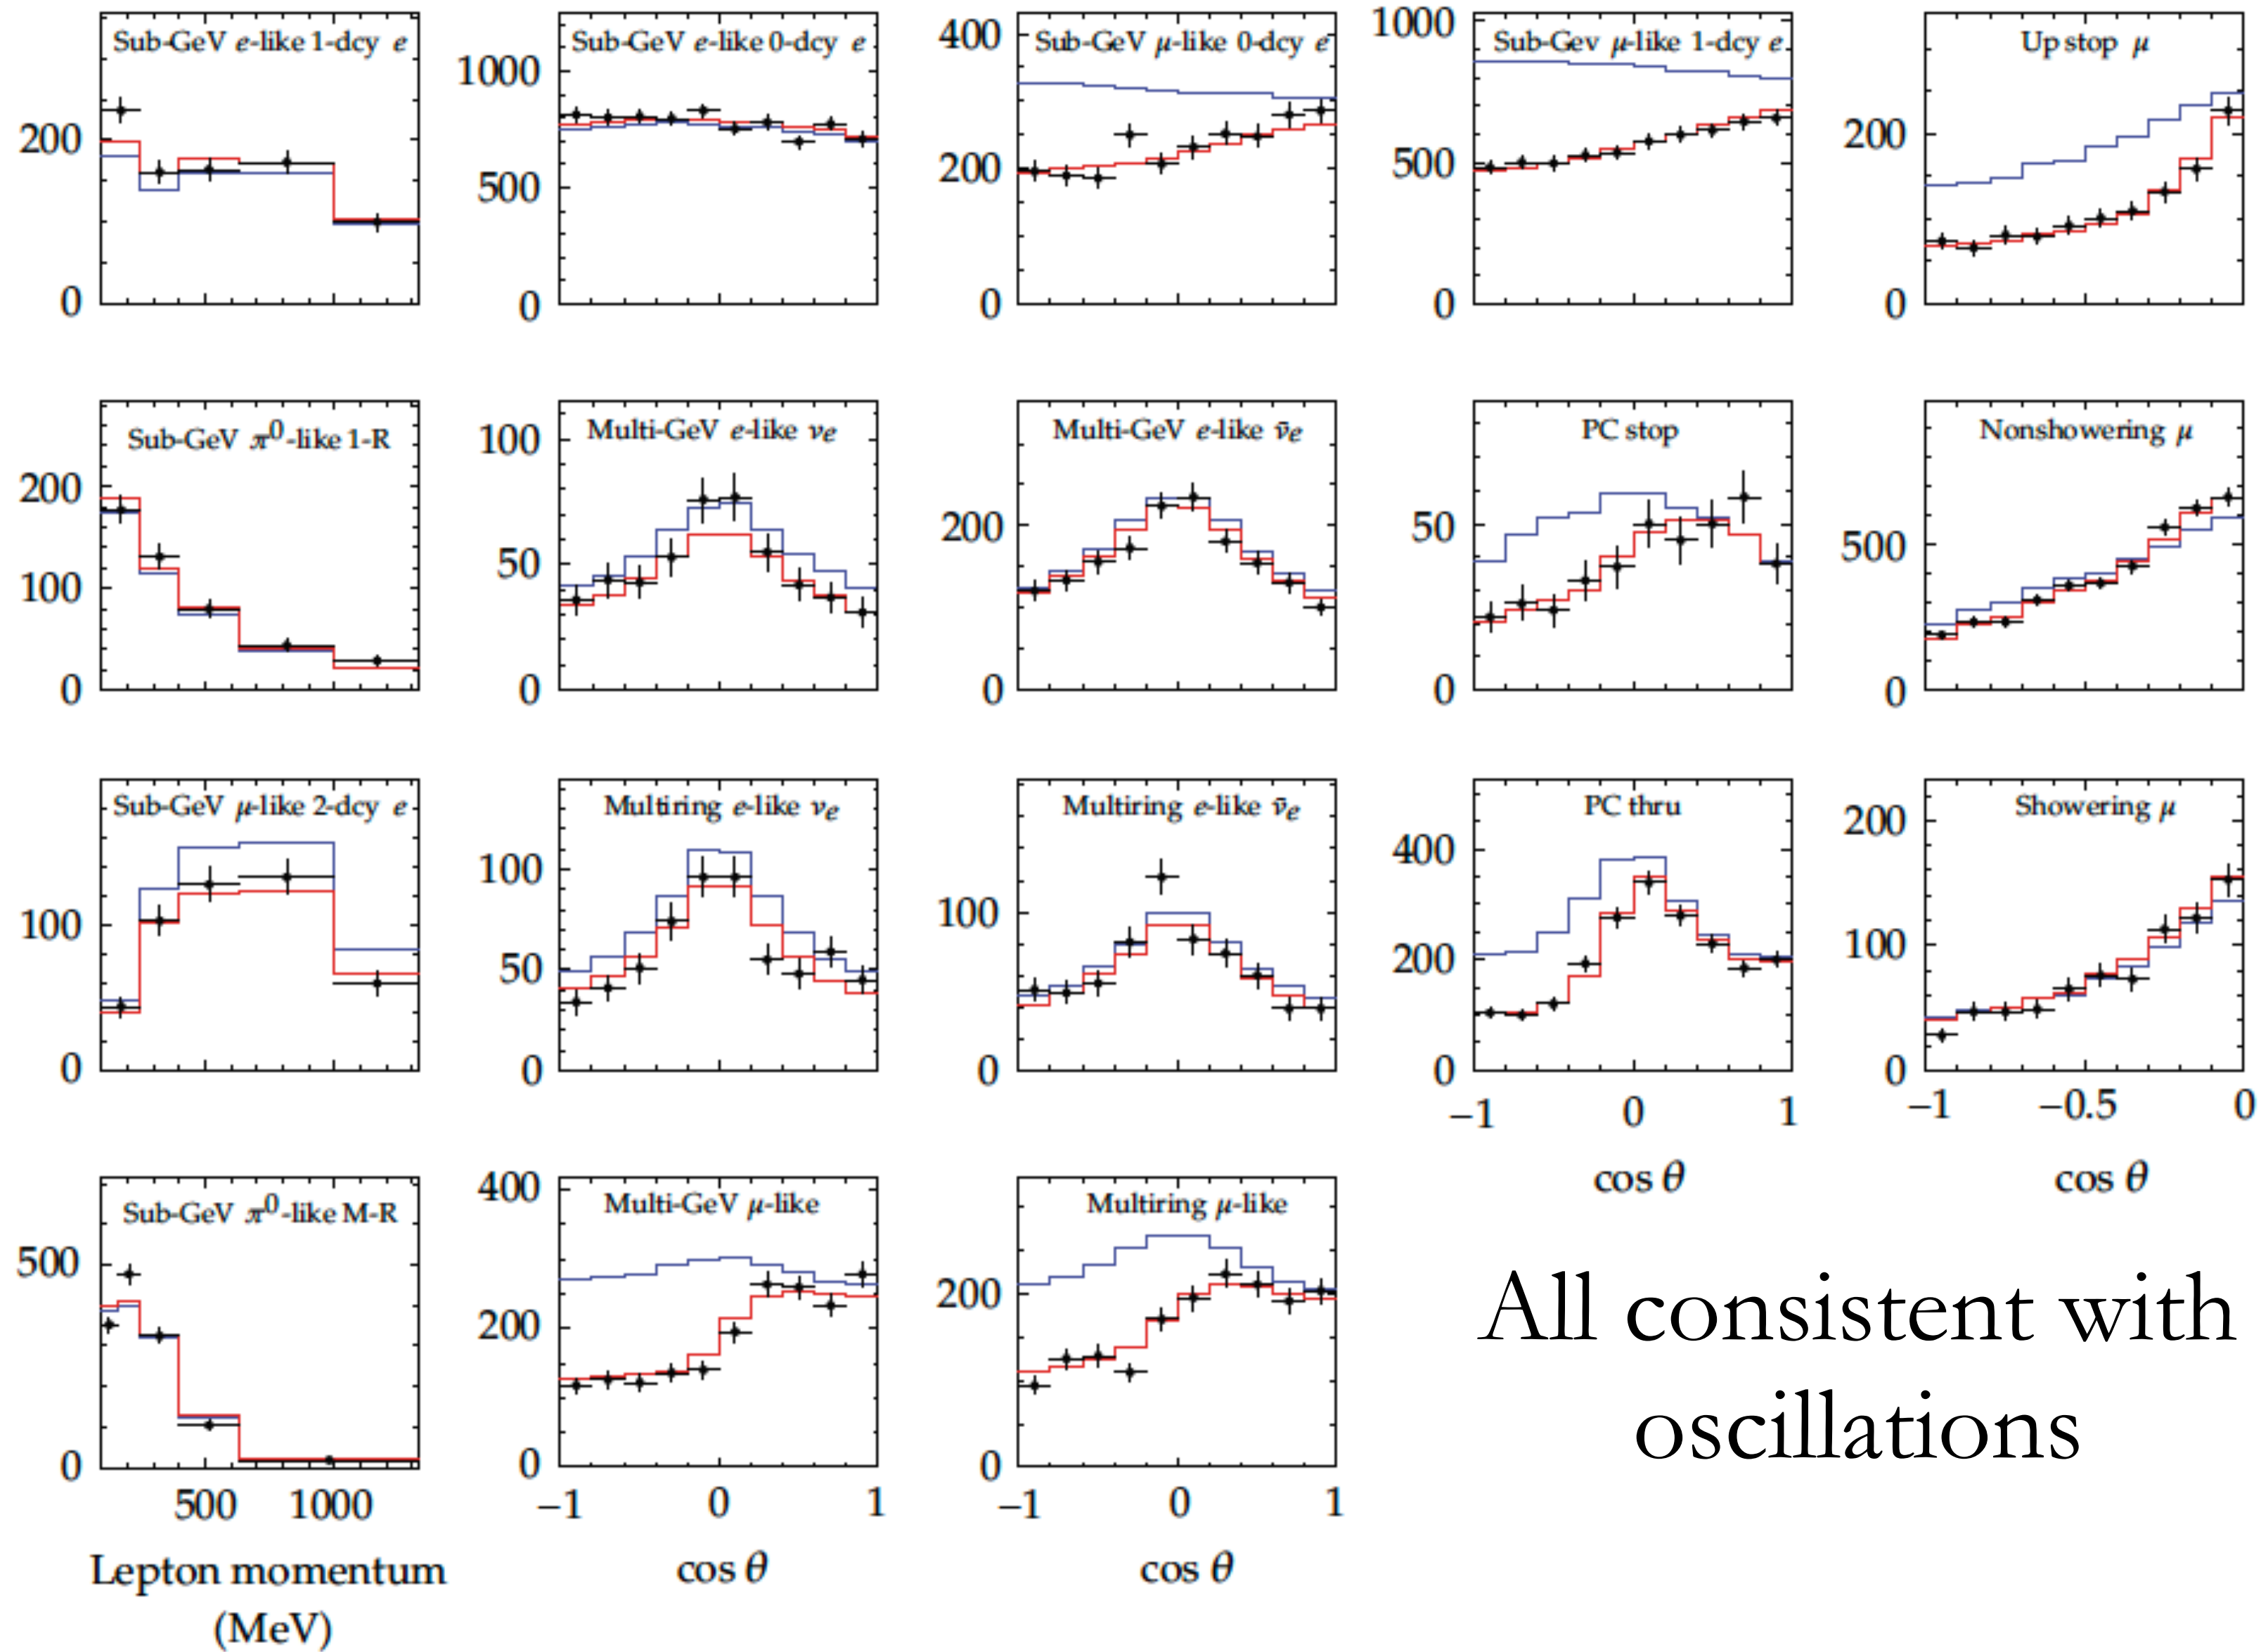 Sub-GeV e-like 1-dcy e
200
0
Sub-GeV e-like 0-dcy e
1000
500
0
Sub-GeV μ-like 0-dcy e
400
200
0
Sub-Gev μ-like 1-dcy e
1000
500
0
Up stop μ
200
0
Sub-GeV π⁰-like 1-R
200
100
0
Multi-GeV e-like νe
100
50
0
Multi-GeV e-like ν̄e
200
0
PC stop
50
0
Nonshowering μ
500
0
Sub-GeV μ-like 2-dcy e
100
0
Multiring e-like νe
100
50
0
Multiring e-like ν̄e
100
0
PC thru
400
200
0
−1 0 1
cos θ
Showering μ
200
100
0
−1 −0.5 0
cos θ
Sub-GeV π⁰-like M-R
500
0
500 1000
Lepton momentum
(MeV)
Multi-GeV μ-like
400
200
0
−1 0 1
cos θ
Multiring μ-like
200
0
−1 0 1
cos θ
All consistent with
oscillations